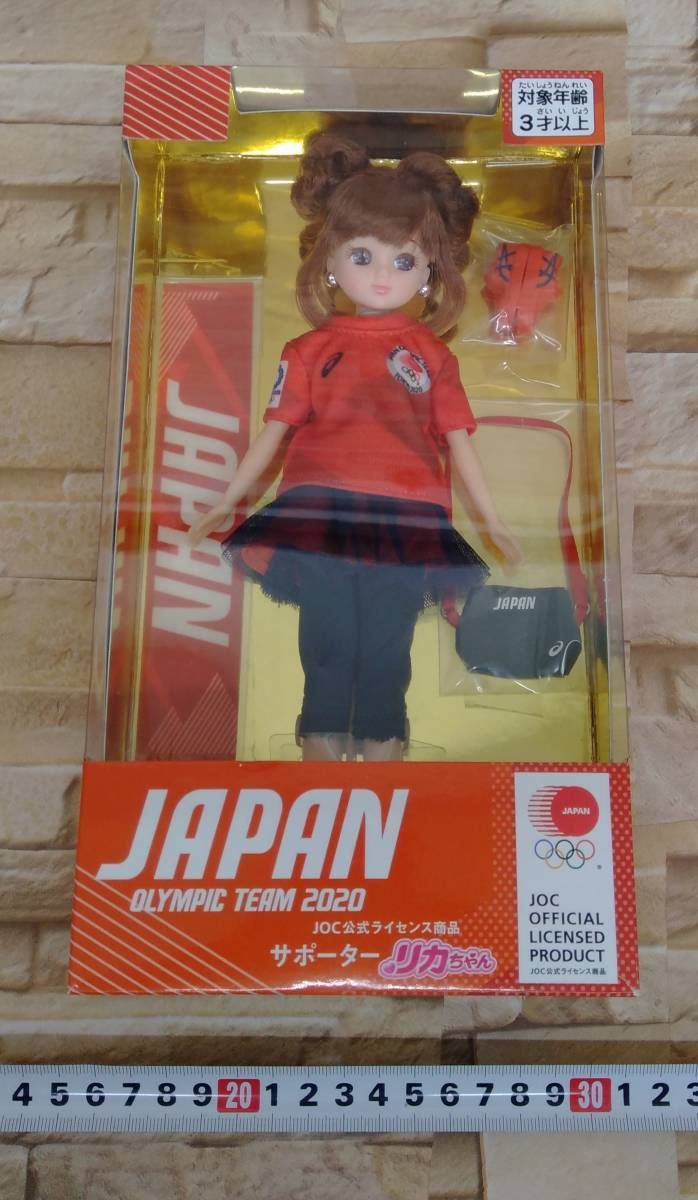 たいしょうねんれい
対象年齢
さい いじょう
3才以上
JAPAN
JAPAN
JAPAN
OLYMPIC TEAM 2020
JOC公式ライセンス商品
サポーター リカちゃん
JAPAN
JOC
OFFICIAL
LICENSED
PRODUCT
JOC公式ライセンス商品
4 5 6 7 8 9 20 1 2 3 4 5 6 7 8 9 30 1 2 3